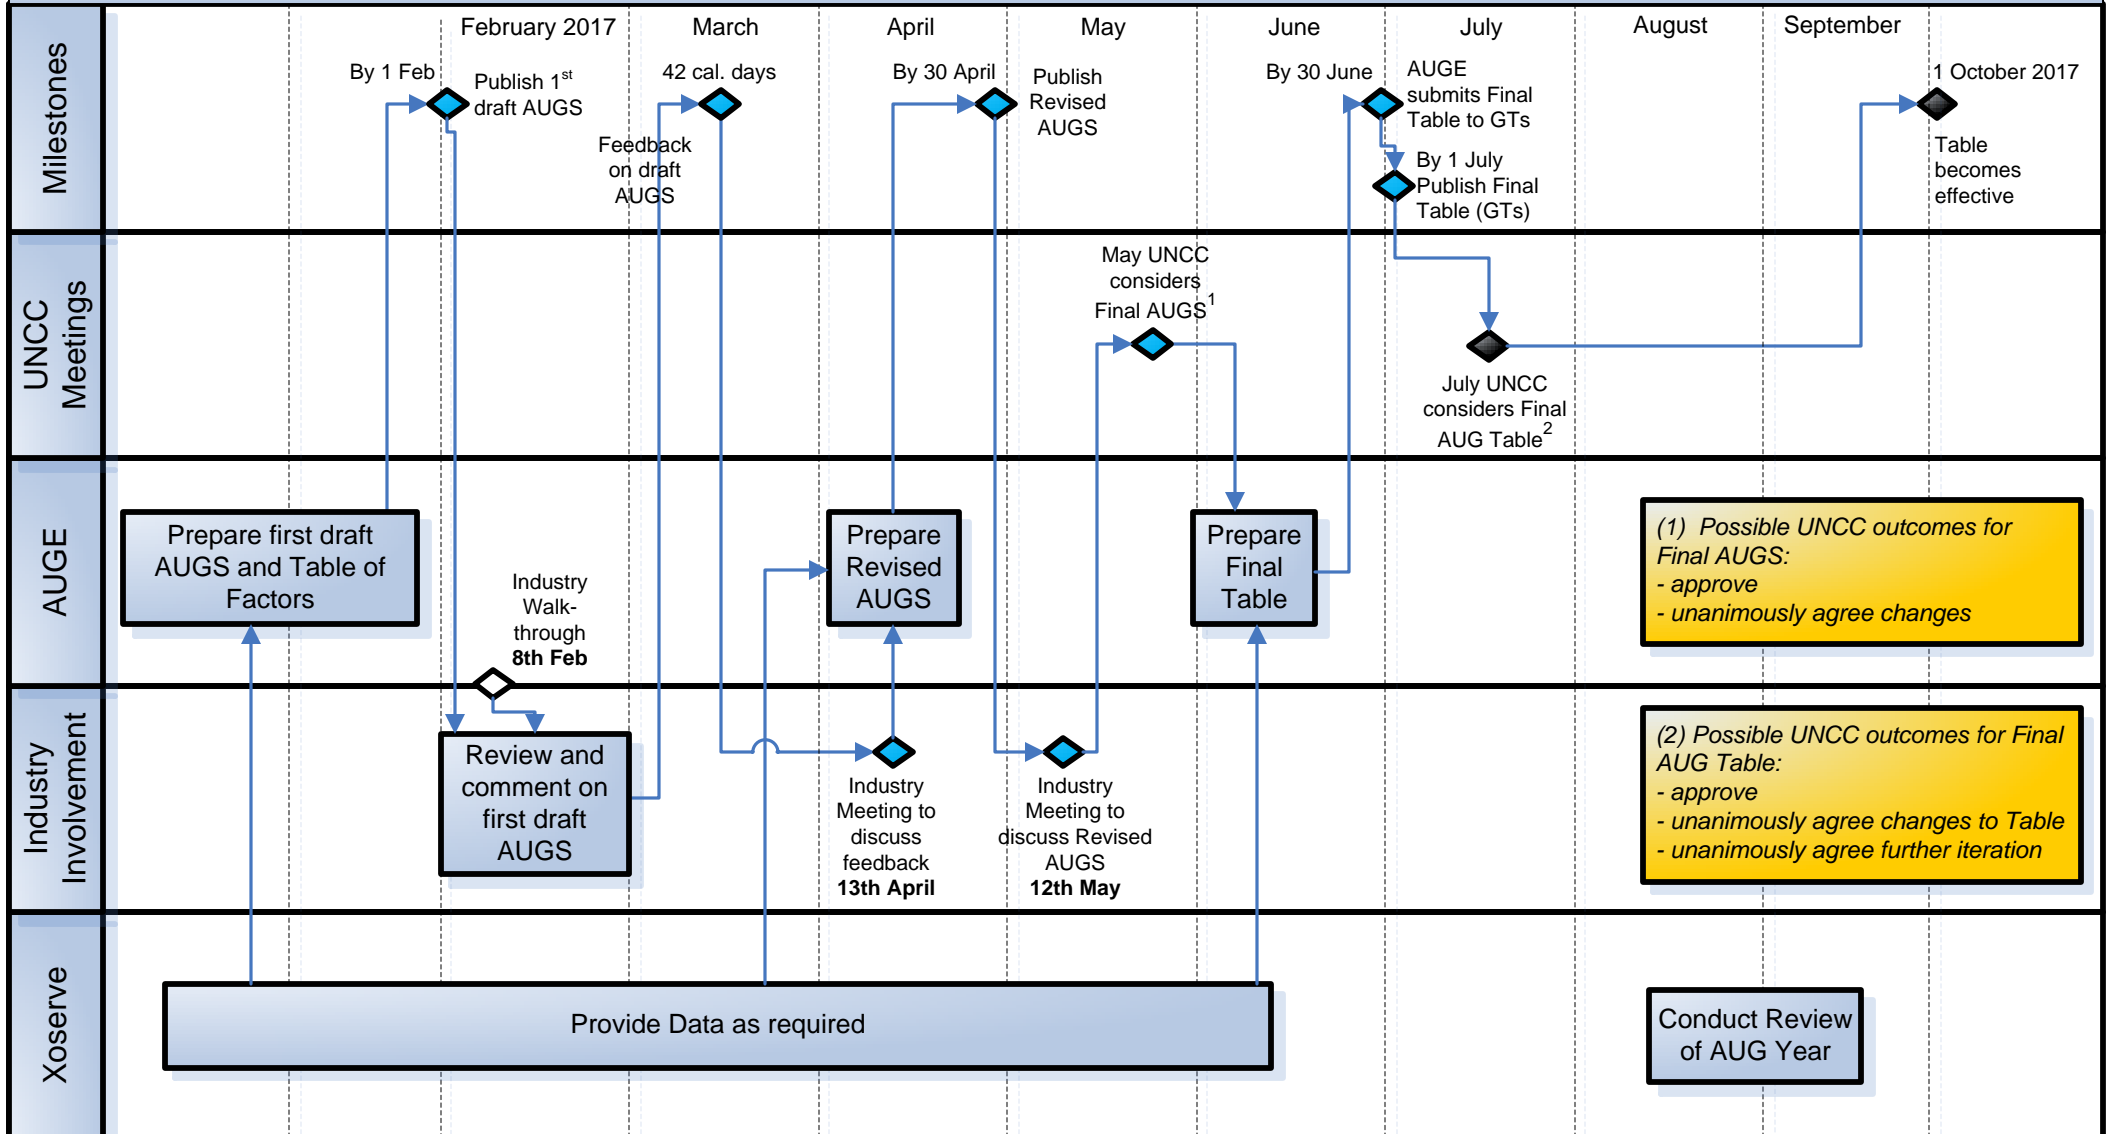 February 2017
March
April
May
June
July
August
September
Milestones
By 1 Feb
Publish 1st
draft AUGS
42 cal. days
Feedback
on draft
AUGS
By 30 April
Publish
Revised
AUGS
By 30 June
AUGE
submits Final
Table to GTs
By 1 July
Publish Final
Table (GTs)
1 October 2017
Table
becomes
effective
UNCC
Meetings
May UNCC
considers
Final AUGS1
July UNCC
considers Final
AUG Table2
AUGE
Prepare first draft
AUGS and Table of
Factors
Industry
Walk-
through
8th Feb
Prepare
Revised
AUGS
Prepare
Final
Table
(1) Possible UNCC outcomes for
Final AUGS:
- approve
- unanimously agree changes
Industry
Involvement
Review and
comment on
first draft
AUGS
Industry
Meeting to
discuss
feedback
13th April
Industry
Meeting to
discuss Revised
AUGS
12th May
(2) Possible UNCC outcomes for Final
AUG Table:
- approve
- unanimously agree changes to Table
- unanimously agree further iteration
Xoserve
Provide Data as required
Conduct Review
of AUG Year